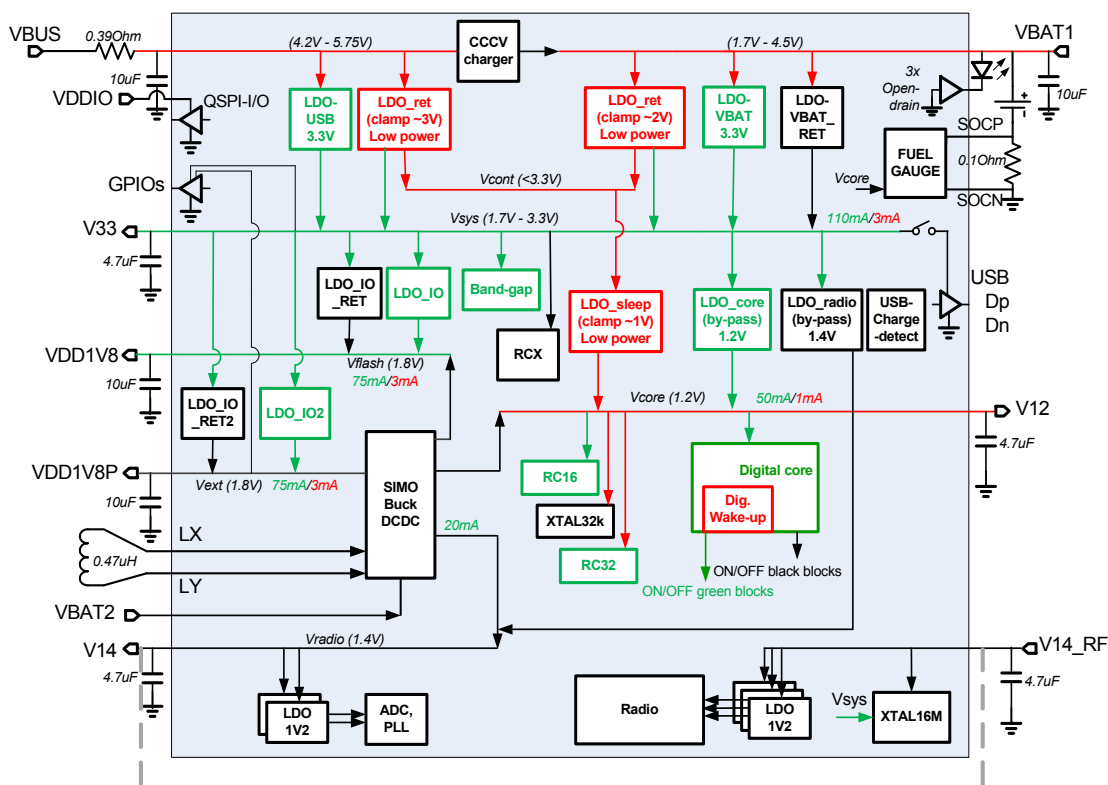 VBUS
0.39Ohm
(4.2V - 5.75V)
CCCV
charger
(1.7V - 4.5V)
VBAT1
10uF
VDDIO
QSPI-I/O
LDO-
USB
3.3V
LDO_ret
(clamp ~3V)
Low power
LDO_ret
(clamp ~2V)
Low power
LDO-
VBAT
3.3V
LDO-
VBAT_
RET
3x
Open-
drain
10uF
+
-
SOCP
FUEL
GAUGE
0.1Ohm
SOCN
Vcore
GPIOs
Vcont (<3.3V)
Vsys (1.7V - 3.3V)
110mA/3mA
V33
4.7uF
LDO_IO
_RET
LDO_IO
Band-gap
LDO_sleep
(clamp ~1V)
Low power
LDO_core
(by-pass)
1.2V
LDO_radio
(by-pass)
1.4V
USB-
Charge
-detect
USB
Dp
Dn
RCX
VDD1V8
Vflash (1.8V)
75mA/3mA
10uF
LDO_IO
_RET2
LDO_IO2
Vcore (1.2V)
50mA/1mA
V12
4.7uF
SIMO
Buck
DCDC
RC16
Digital core
Dig.
Wake-up
XTAL32k
RC32
VDD1V8P
Vext (1.8V)
75mA/3mA
10uF
20mA
ON/OFF black blocks
ON/OFF green blocks
LX
0.47uH
LY
VBAT2
V14
Vradio (1.4V)
V14_RF
4.7uF
4.7uF
LDO
1V2
ADC,
PLL
Radio
LDO
1V2
Vsys
XTAL16M